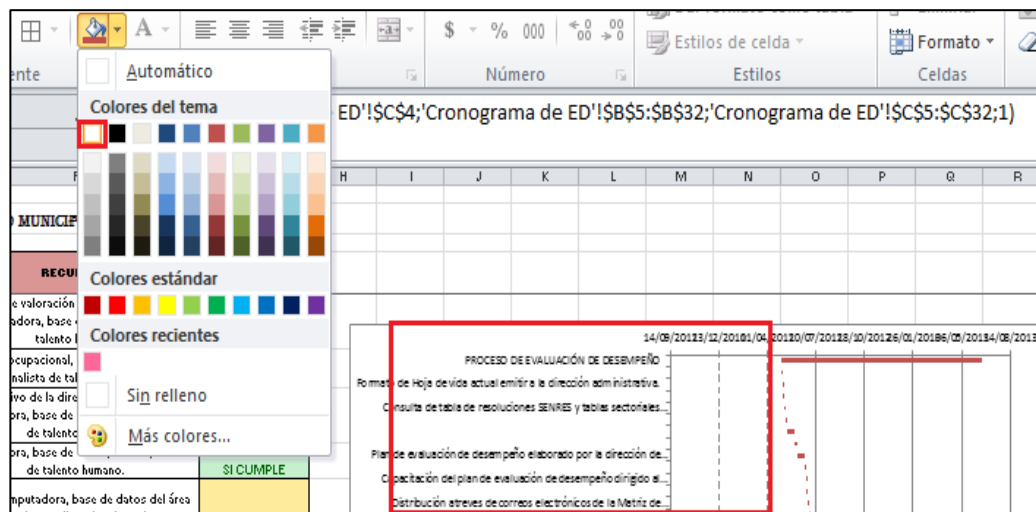 $ % 000
Estilos de celda
Formato
Número
Estilos
Celdas
Automático
Colores del tema
ED'!$C$4;'Cronograma de ED'!$B$5:$B$32;'Cronograma de ED'!$C$5:$C$32;1)
H I J K L M N O P Q R
MUNICIP
RECU
Colores estándar
e valoración
adora, base
talento
Colores recientes
ocupacional,
nalista de tal
Sin relleno
ivo de la dire
ora, base de
de talento
Más colores...
ora, base de
de talento humano.
SI CUMPLE
mputadora, base de datos del área
PROCESO DE EVALUACIÓN DE DESEMPEÑO
Formato de Hoja de vida actual emitir a la dirección administrativa.
Consulta de tabla de resoluciones SENRES y tablas sectoriales...
Plan de evaluación de desempeño elaborado por la dirección de...
Capacitación del plan de evaluación de desempeño dirigido al...
Distribución atreves de correos electrónicos de la Matriz de...